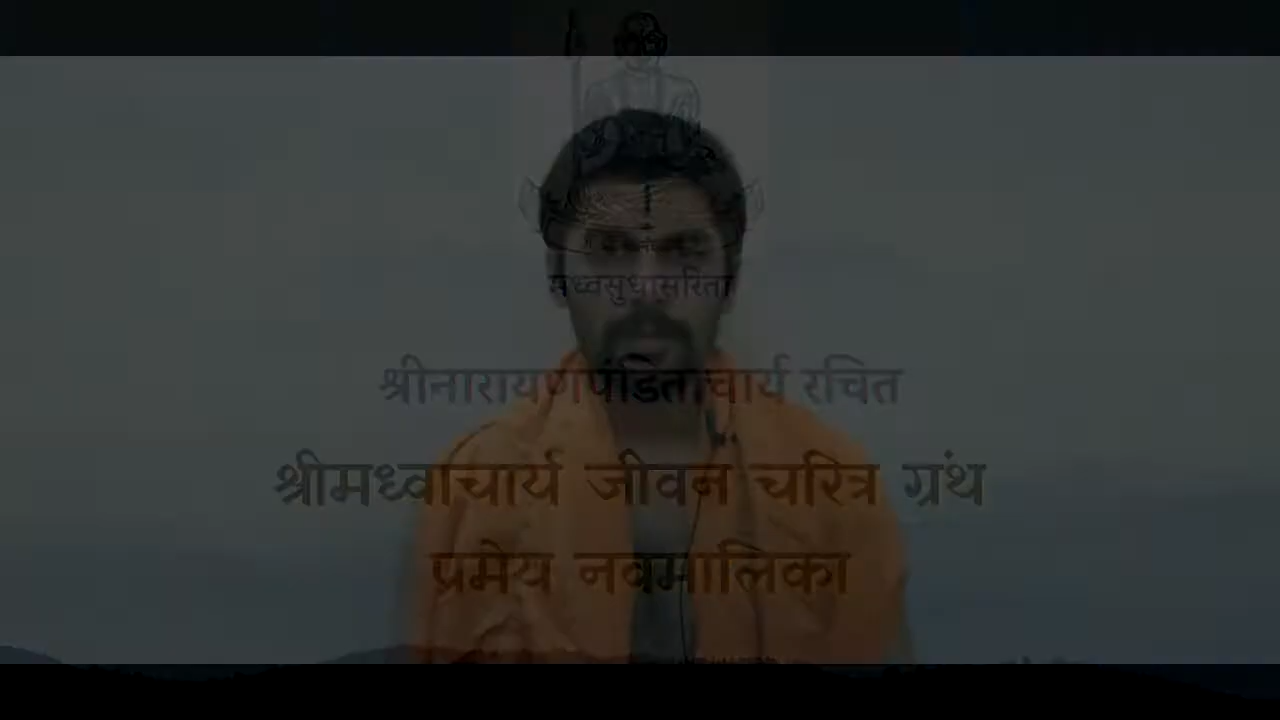 मध्वसुधासरिता
श्रीनारायणपंडिताचार्य रचित
श्रीमध्वाचार्य जीवन चरित्र ग्रंथ
प्रमेय नवमालिका